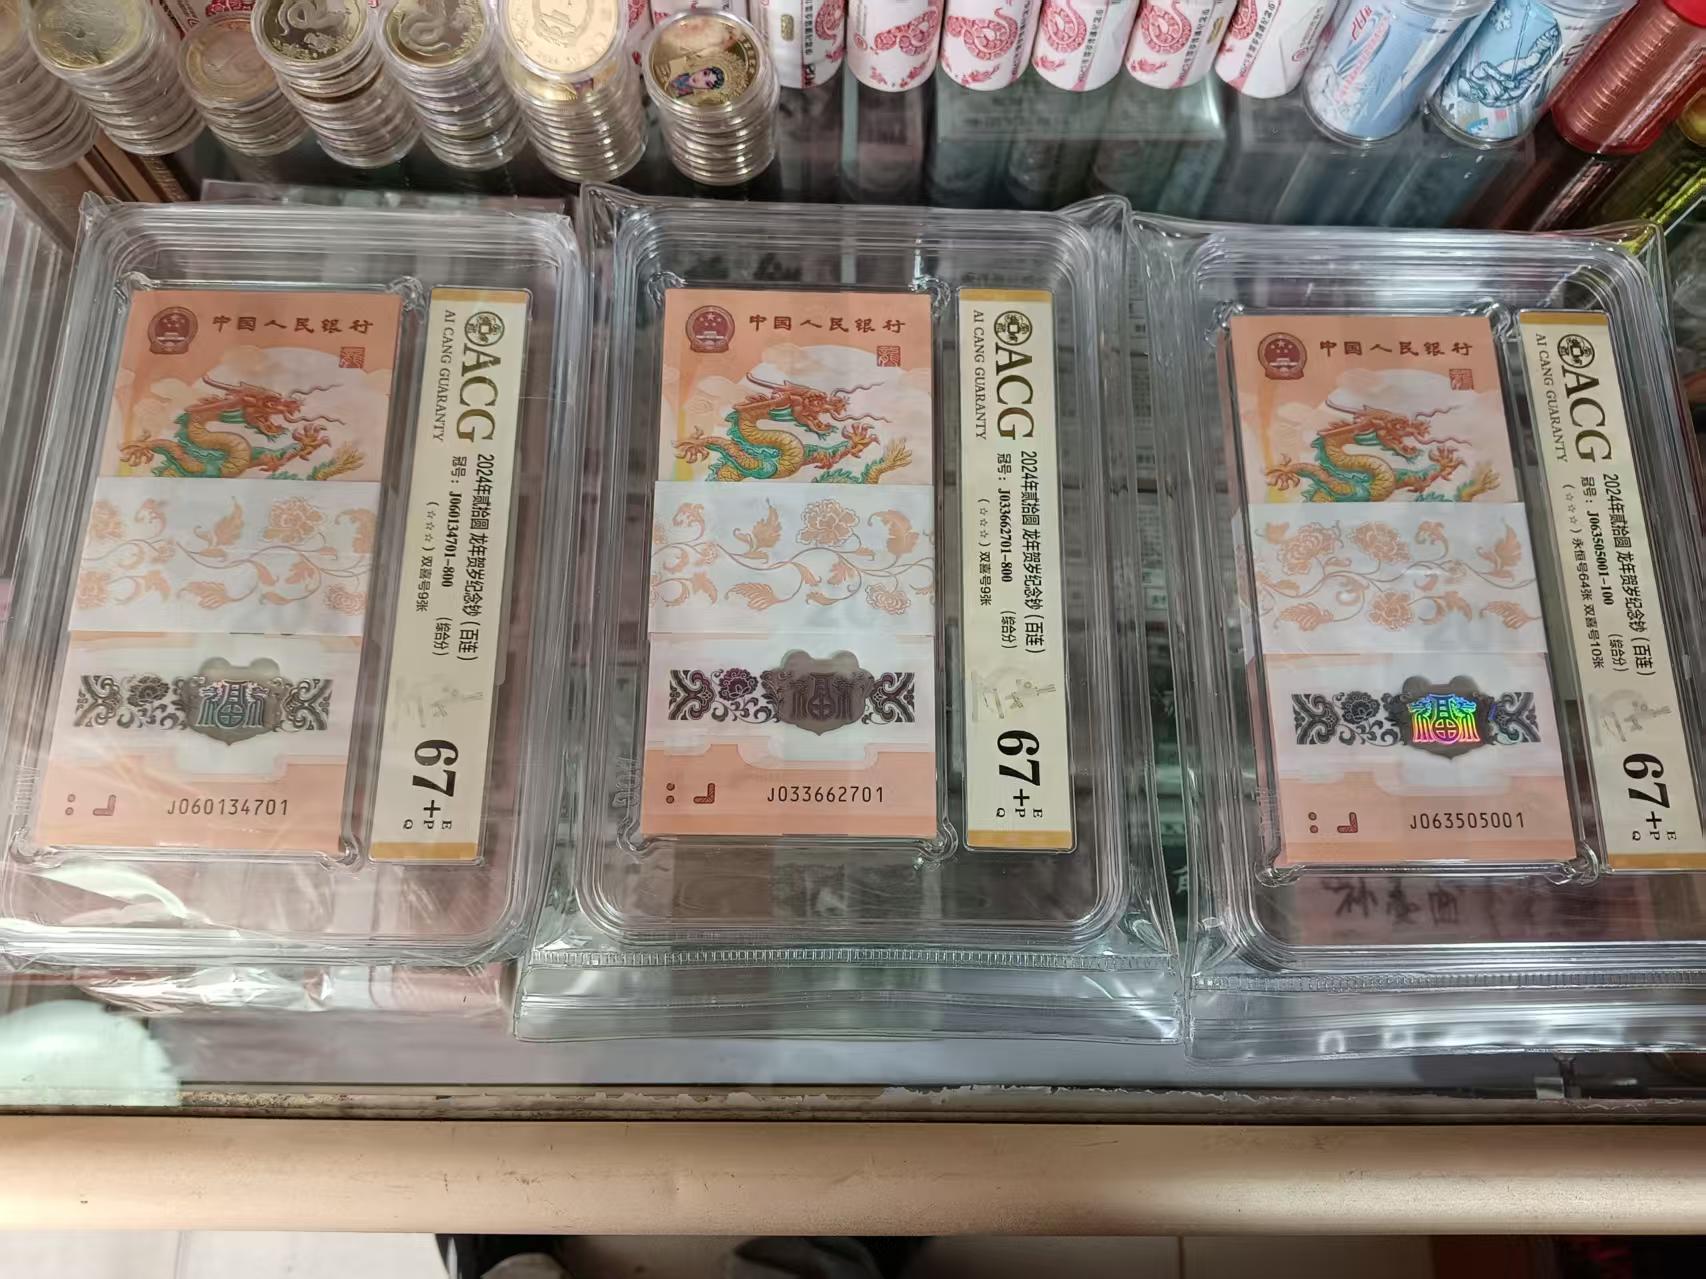 中国人民银行
福
J060134701
ACG
AI CANG GUARANTY
2024年贰拾圆 龙年贺岁纪念钞（百连）
冠号：J060134701-800 （综合分）
（☆☆☆）双喜号9张
67+
E
P
Q
中国人民银行
福
J033662701
ACG
AI CANG GUARANTY
2024年贰拾圆 龙年贺岁纪念钞（百连）
冠号：J033662701-800 （综合分）
（☆☆☆）双喜号9张
67+
E
P
Q
中国人民银行
福
J063505001
ACG
AI CANG GUARANTY
2024年贰拾圆 龙年贺岁纪念钞（百连）
冠号：J063505001-100 （综合分）
（☆☆☆）永恒号64张 双喜号10张
67+
E
P
Q